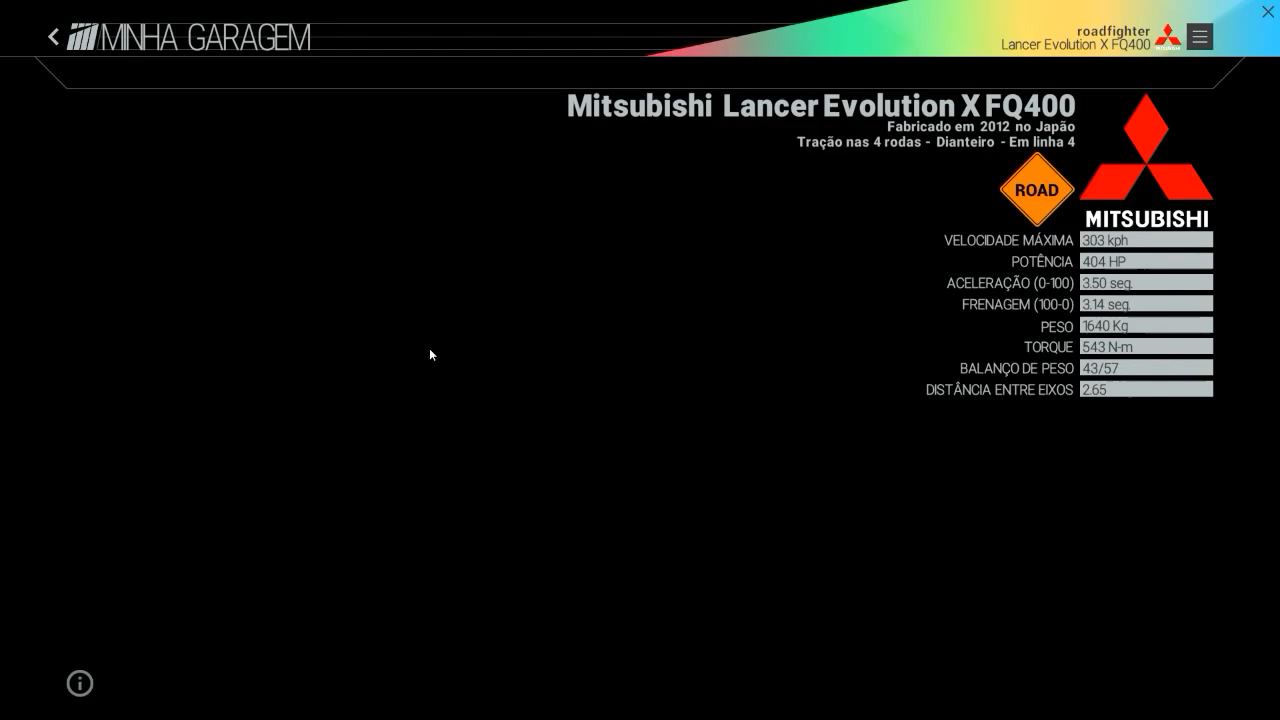 MINHA GARAGEM
roadfighter
Lancer Evolution X FQ400
MITSUBISHI
Mitsubishi Lancer Evolution X FQ400
Fabricado em 2012 no Japão
Tração nas 4 rodas - Dianteiro - Em linha 4
ROAD
MITSUBISHI
VELOCIDADE MÁXIMA 303 kph
POTÊNCIA 404 HP
ACELERAÇÃO (0-100) 3.50 seg.
FRENAGEM (100-0) 3.14 seg.
PESO 1640 Kg
TORQUE 543 N-m
BALANÇO DE PESO 43/57
DISTÂNCIA ENTRE EIXOS 2.65